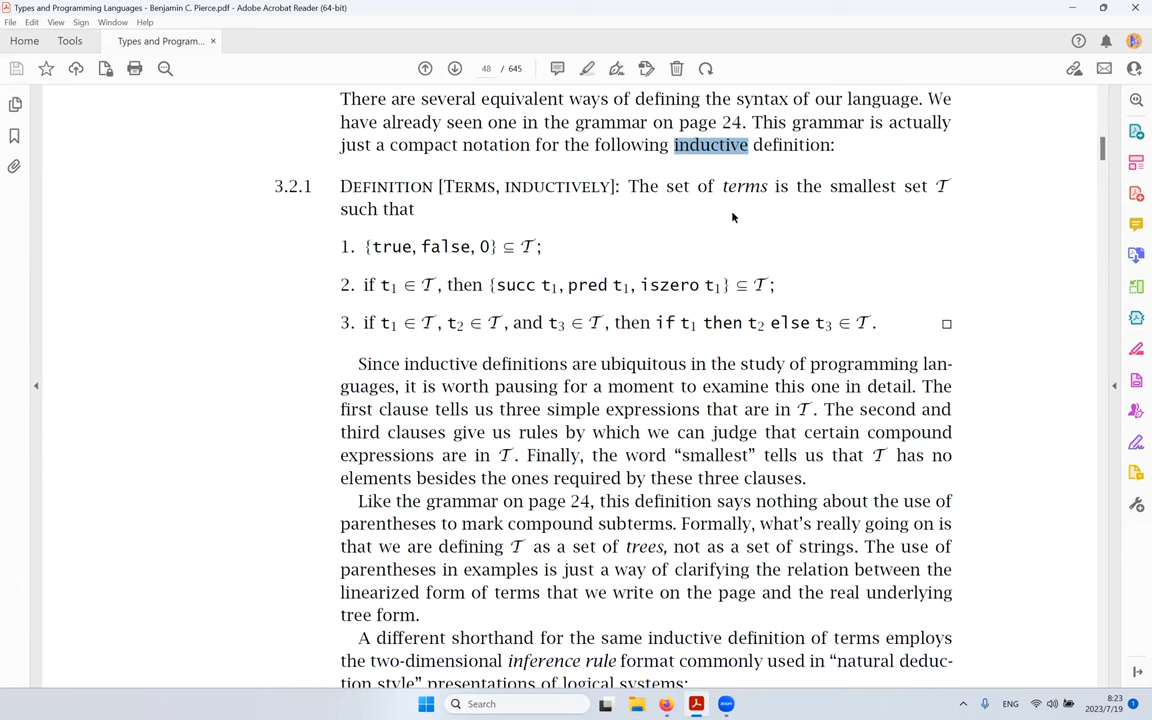 Types and Programming Languages - Benjamin C. Pierce.pdf - Adobe Acrobat Reader (64-bit)
File Edit View Sign Window Help
Home Tools Types and Program... ×
48 / 645
There are several equivalent ways of defining the syntax of our language. We
have already seen one in the grammar on page 24. This grammar is actually
just a compact notation for the following inductive definition:
3.2.1 DEFINITION [TERMS, INDUCTIVELY]: The set of terms is the smallest set 𝒯
such that
1. {true, false, 0} ⊆ 𝒯;
2. if t₁ ∈ 𝒯, then {succ t₁, pred t₁, iszero t₁} ⊆ 𝒯;
3. if t₁ ∈ 𝒯, t₂ ∈ 𝒯, and t₃ ∈ 𝒯, then if t₁ then t₂ else t₃ ∈ 𝒯. □
Since inductive definitions are ubiquitous in the study of programming lan-
guages, it is worth pausing for a moment to examine this one in detail. The
first clause tells us three simple expressions that are in 𝒯. The second and
third clauses give us rules by which we can judge that certain compound
expressions are in 𝒯. Finally, the word “smallest” tells us that 𝒯 has no
elements besides the ones required by these three clauses.
Like the grammar on page 24, this definition says nothing about the use of
parentheses to mark compound subterms. Formally, what’s really going on is
that we are defining 𝒯 as a set of trees, not as a set of strings. The use of
parentheses in examples is just a way of clarifying the relation between the
linearized form of terms that we write on the page and the real underlying
tree form.
A different shorthand for the same inductive definition of terms employs
the two-dimensional inference rule format commonly used in “natural deduc-
tion style” presentations of logical systems:
Search
ENG
8:23
2023/7/19
1